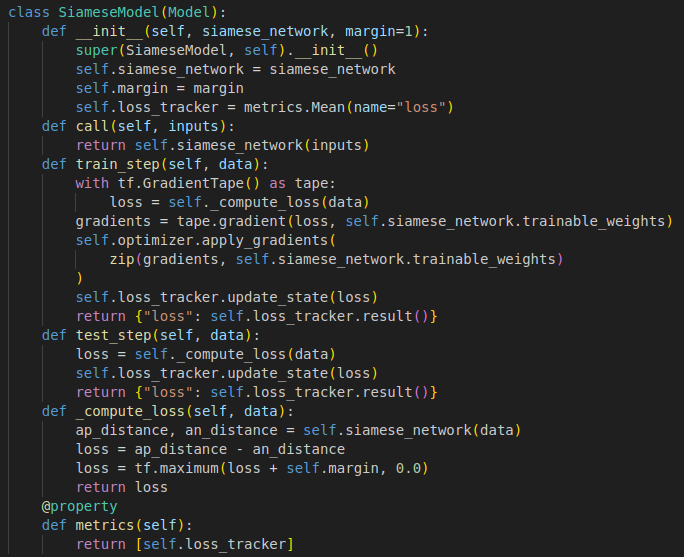 class SiameseModel(Model):
    def __init__(self, siamese_network, margin=1):
        super(SiameseModel, self).__init__()
        self.siamese_network = siamese_network
        self.margin = margin
        self.loss_tracker = metrics.Mean(name="loss")
    def call(self, inputs):
        return self.siamese_network(inputs)
    def train_step(self, data):
        with tf.GradientTape() as tape:
            loss = self._compute_loss(data)
        gradients = tape.gradient(loss, self.siamese_network.trainable_weights)
        self.optimizer.apply_gradients(
            zip(gradients, self.siamese_network.trainable_weights)
        )
        self.loss_tracker.update_state(loss)
        return {"loss": self.loss_tracker.result()}
    def test_step(self, data):
        loss = self._compute_loss(data)
        self.loss_tracker.update_state(loss)
        return {"loss": self.loss_tracker.result()}
    def _compute_loss(self, data):
        ap_distance, an_distance = self.siamese_network(data)
        loss = ap_distance - an_distance
        loss = tf.maximum(loss + self.margin, 0.0)
        return loss
    @property
    def metrics(self):
        return [self.loss_tracker]